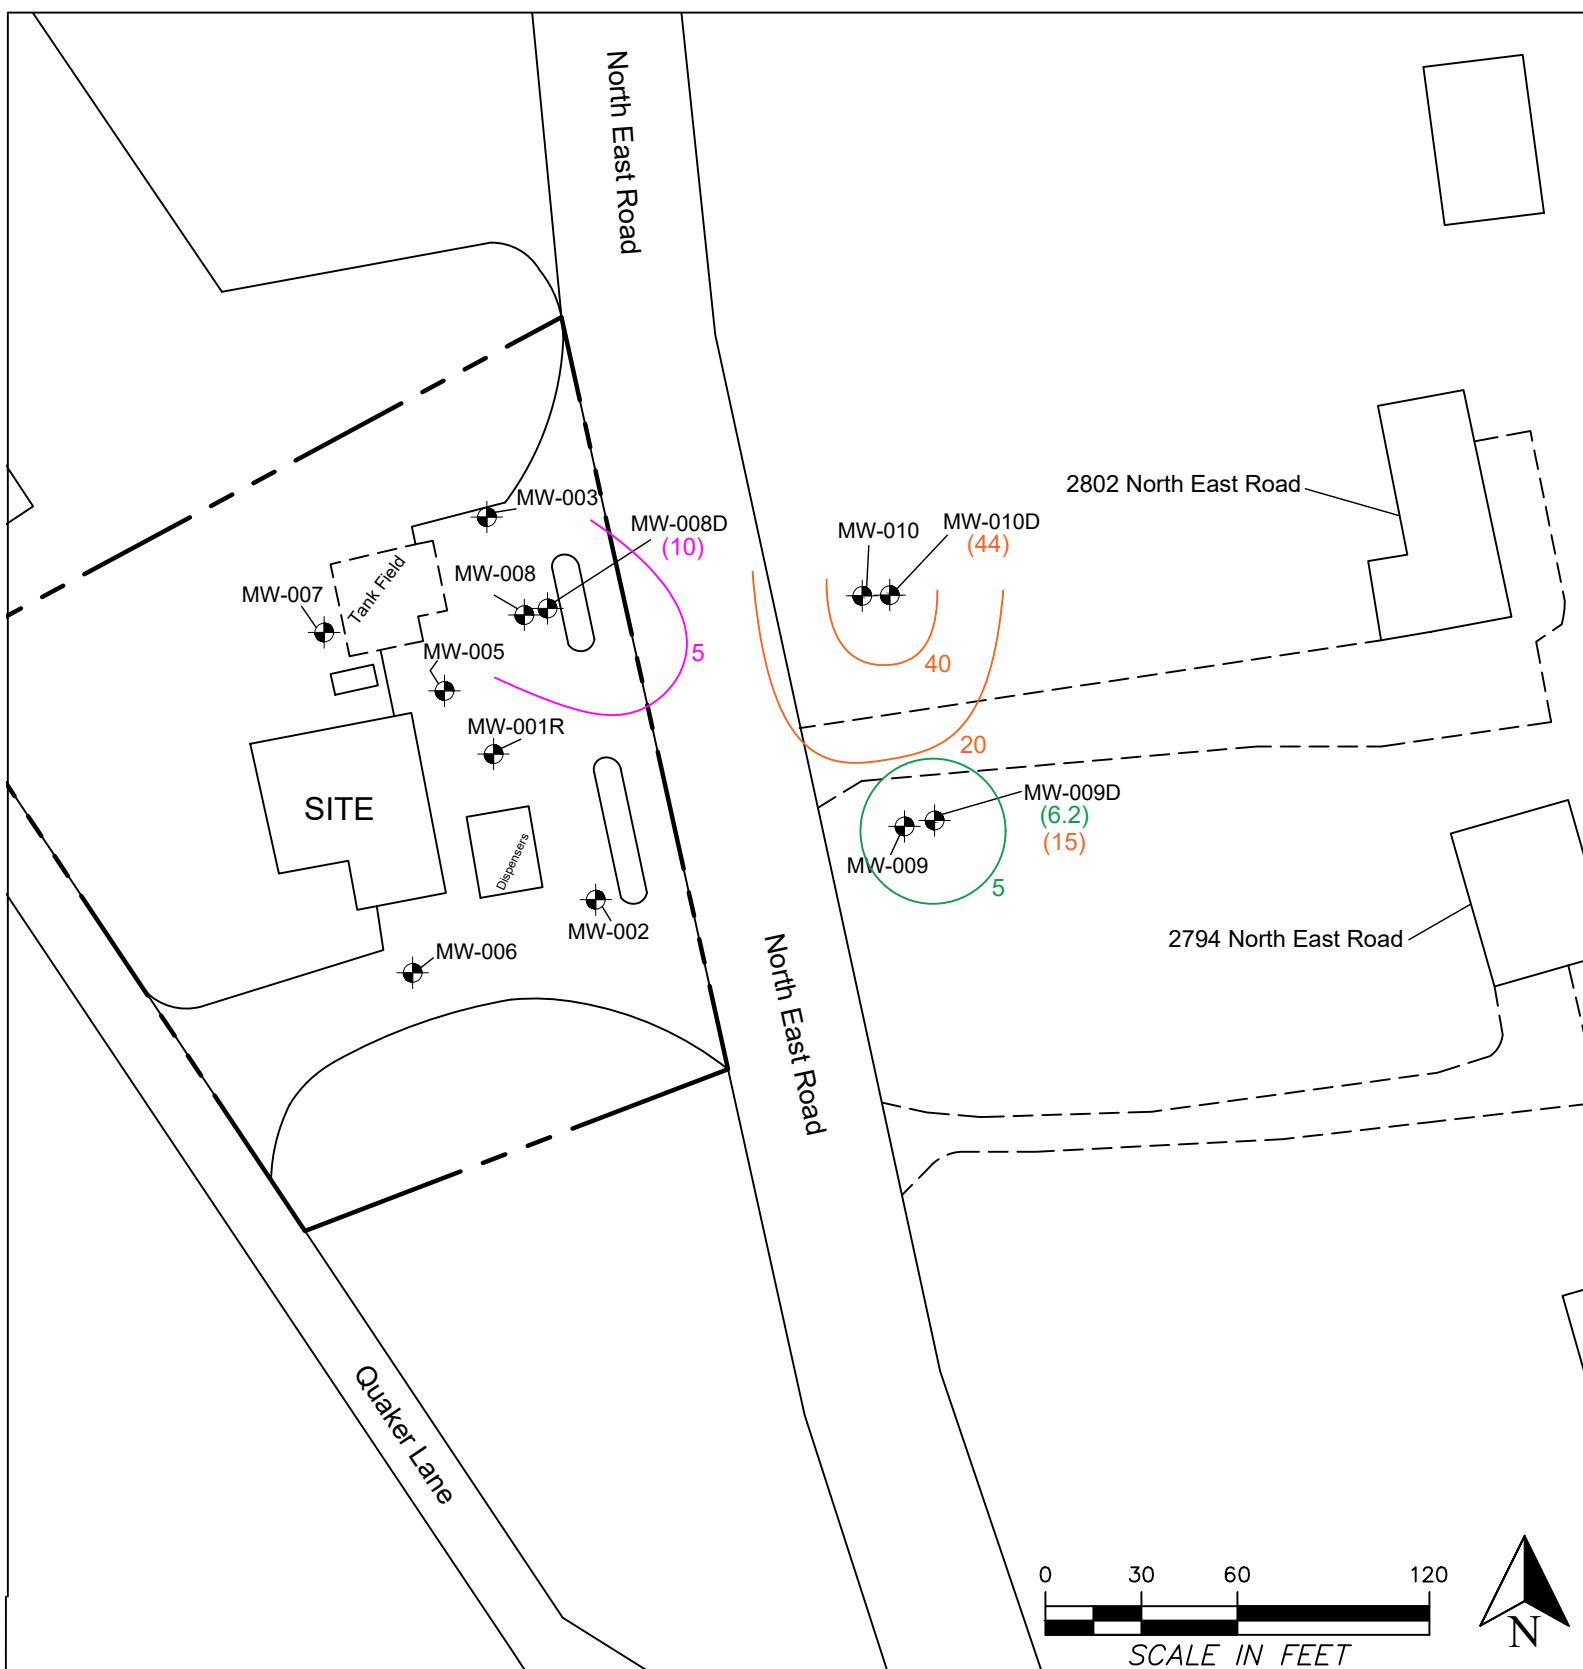 North East Road
2802 North East Road
MW-003
MW-008D
(10)
MW-010
MW-010D
(44)
Tank Field
MW-008
MW-007
MW-005
5
40
MW-001R
20
SITE
MW-009D
(6.2)
(15)
Dispensers
MW-009
5
MW-002
2794 North East Road
MW-006
North East Road
Quaker Lane
0 30 60 120
SCALE IN FEET
N